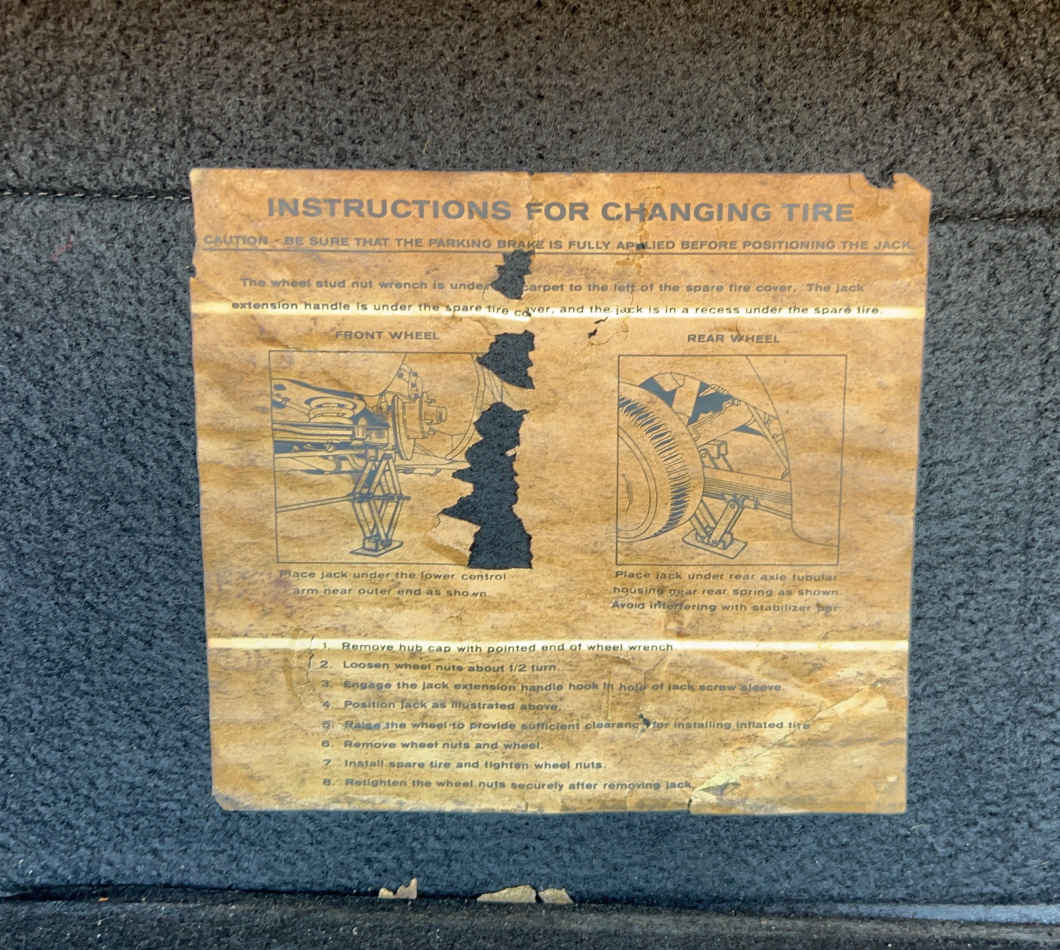 INSTRUCTIONS FOR CHANGING TIRE
CAUTION - BE SURE THAT THE PARKING BRAKE IS FULLY APPLIED BEFORE POSITIONING THE JACK.
The wheel stud nut wrench is under carpet to the left of the spare tire cover. The jack
extension handle is under the spare tire cover, and the jack is in a recess under the spare tire.
FRONT WHEEL
Place jack under the lower control
arm near outer end as shown.
REAR WHEEL
Place jack under rear axle tubular
housing near rear spring as shown.
Avoid interfering with stabilizer bar.
1. Remove hub cap with pointed end of wheel wrench.
2. Loosen wheel nuts about 1/2 turn.
3. Engage the jack extension handle hook in hole of jack screw sleeve.
4. Position jack as illustrated above.
5. Raise the wheel to provide sufficient clearance for installing inflated tire.
6. Remove wheel nuts and wheel.
7. Install spare tire and tighten wheel nuts.
8. Retighten the wheel nuts securely after removing jack.